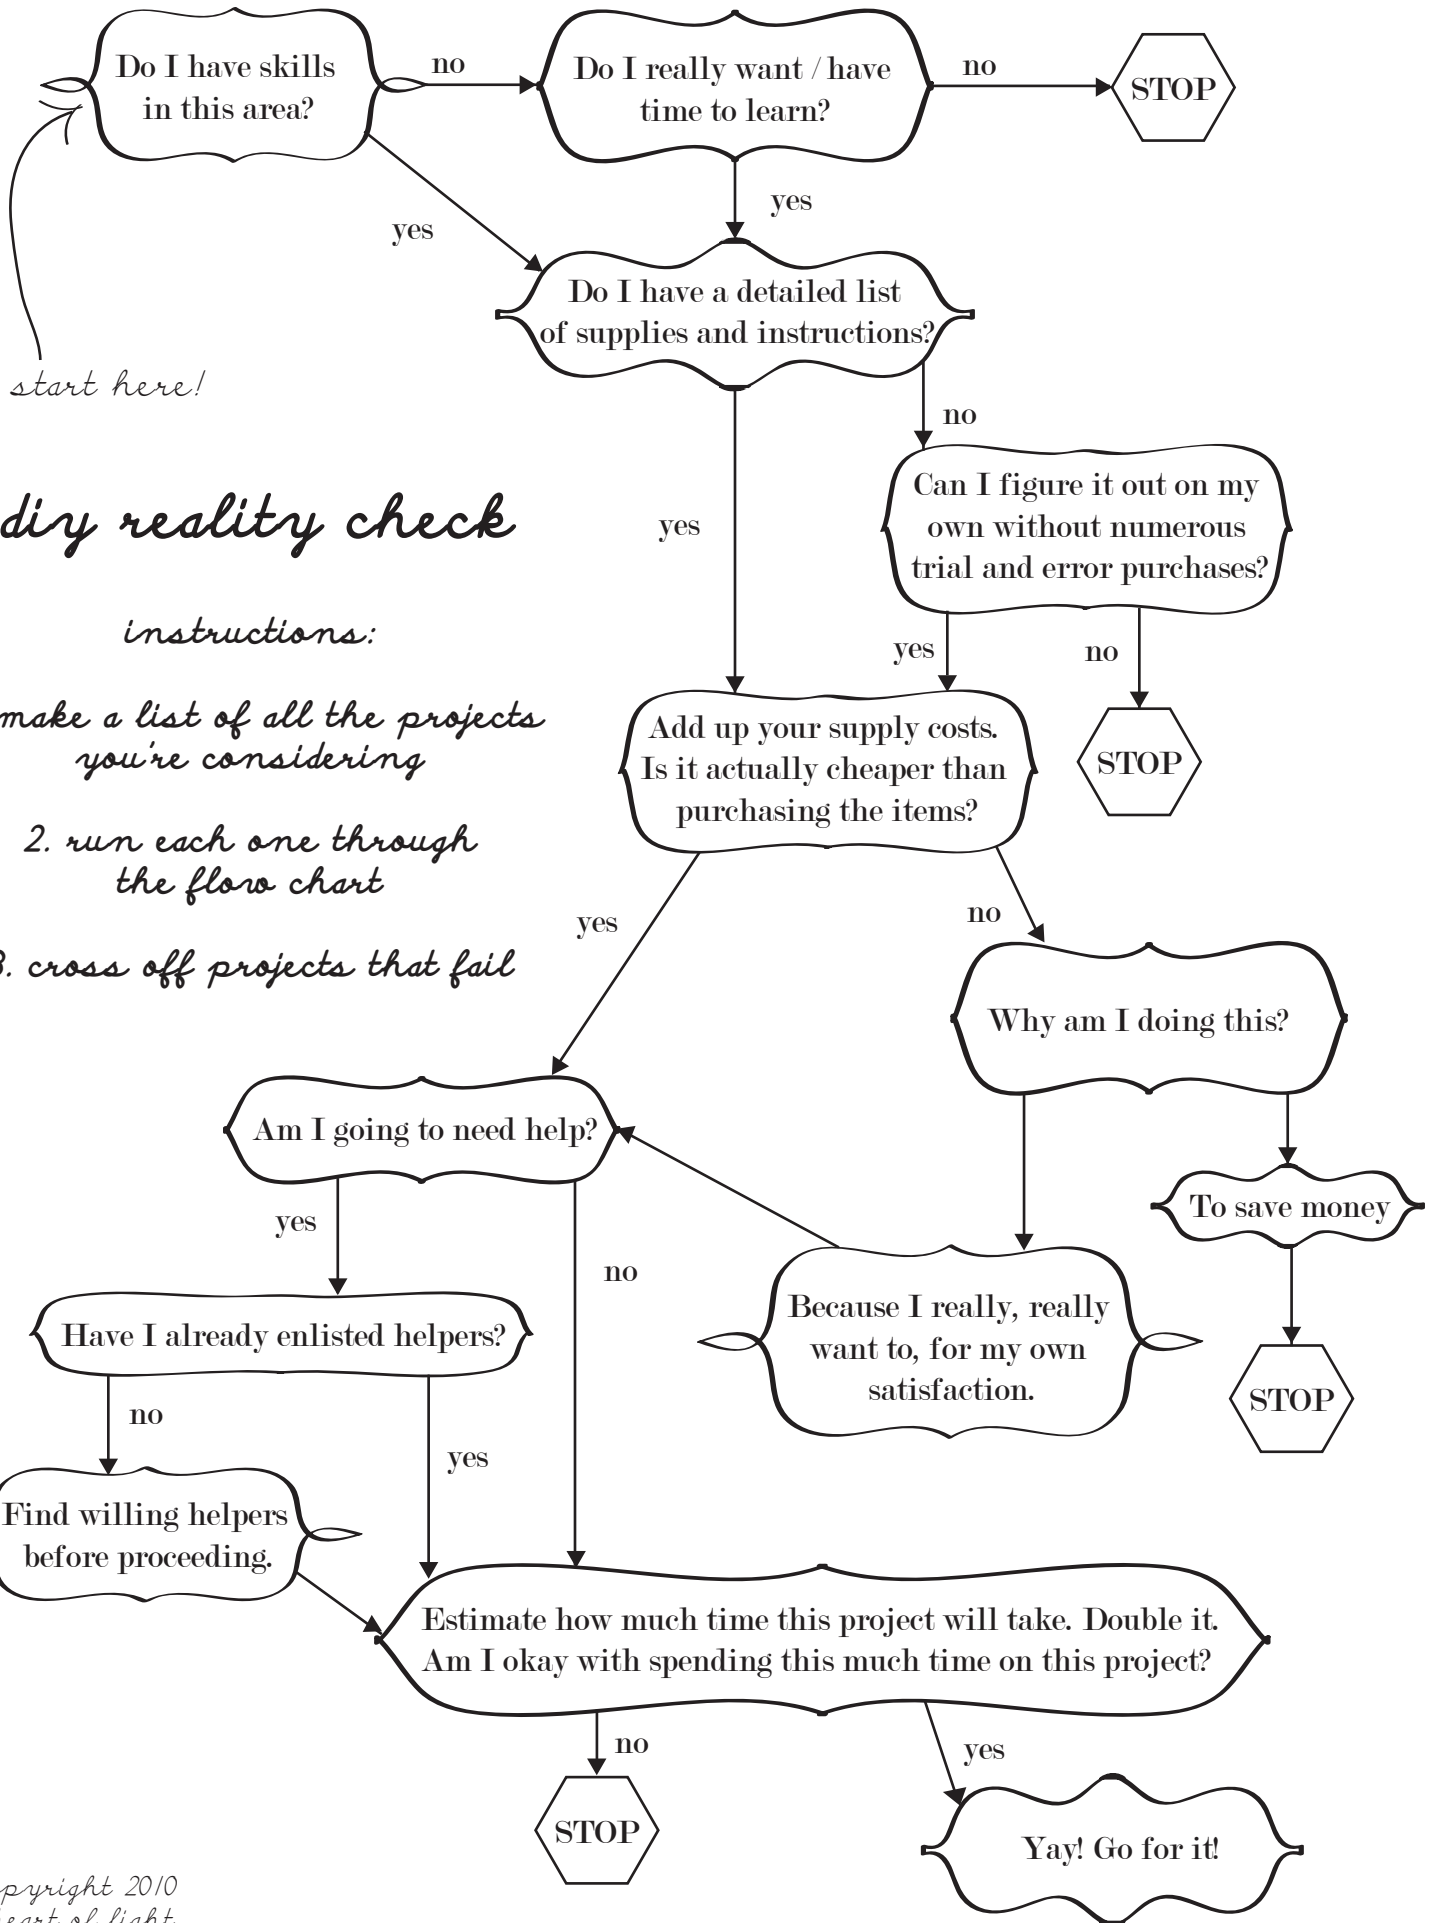 Do I have skills
in this area?
no
Do I really want / have
time to learn?
no
STOP
yes
yes
Do I have a detailed list
of supplies and instructions?
start here!
no
diy reality check
yes
Can I figure it out on my
own without numerous
trial and error purchases?
instructions:
yes
no
make a list of all the projects
you're considering
Add up your supply costs.
Is it actually cheaper than
purchasing the items?
STOP
2. run each one through
the flow chart
yes
no
3. cross off projects that fail
Why am I doing this?
Am I going to need help?
yes
To save money
no
Because I really, really
want to, for my own
satisfaction.
Have I already enlisted helpers?
STOP
no
yes
Find willing helpers
before proceeding.
Estimate how much time this project will take. Double it.
Am I okay with spending this much time on this project?
no
yes
STOP
Yay! Go for it!
pyright 2010
eart of light